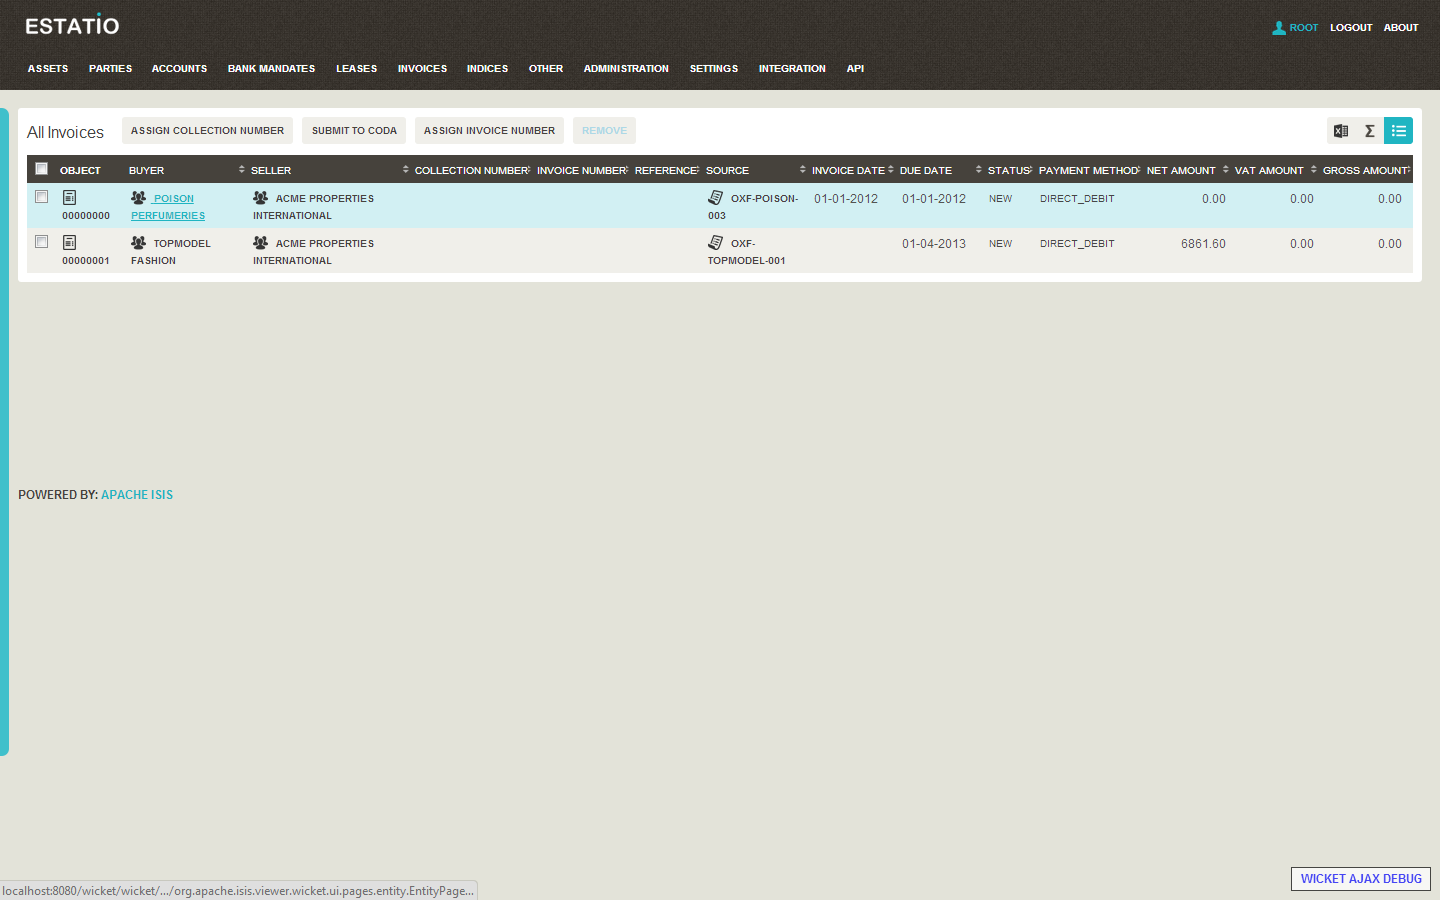 ESTATIO
ROOT LOGOUT ABOUT
ASSETS PARTIES ACCOUNTS BANK MANDATES LEASES INVOICES INDICES OTHER ADMINISTRATION SETTINGS INTEGRATION API
All Invoices ASSIGN COLLECTION NUMBER SUBMIT TO CODA ASSIGN INVOICE NUMBER REMOVE Σ
OBJECT BUYER SELLER COLLECTION NUMBER INVOICE NUMBER REFERENCE SOURCE INVOICE DATE DUE DATE STATUS PAYMENT METHOD NET AMOUNT VAT AMOUNT GROSS AMOUNT
POISON ACME PROPERTIES OXF-POISON- 01-01-2012 01-01-2012 NEW DIRECT_DEBIT 0.00 0.00 0.00
00000000 PERFUMERIES INTERNATIONAL 003
TOPMODEL ACME PROPERTIES OXF- 01-04-2013 NEW DIRECT_DEBIT 6861.60 0.00 0.00
00000001 FASHION INTERNATIONAL TOPMODEL-001
POWERED BY: APACHE ISIS
WICKET AJAX DEBUG
localhost:8080/wicket/wicket/.../org.apache.isis.viewer.wicket.ui.pages.entity.EntityPage...